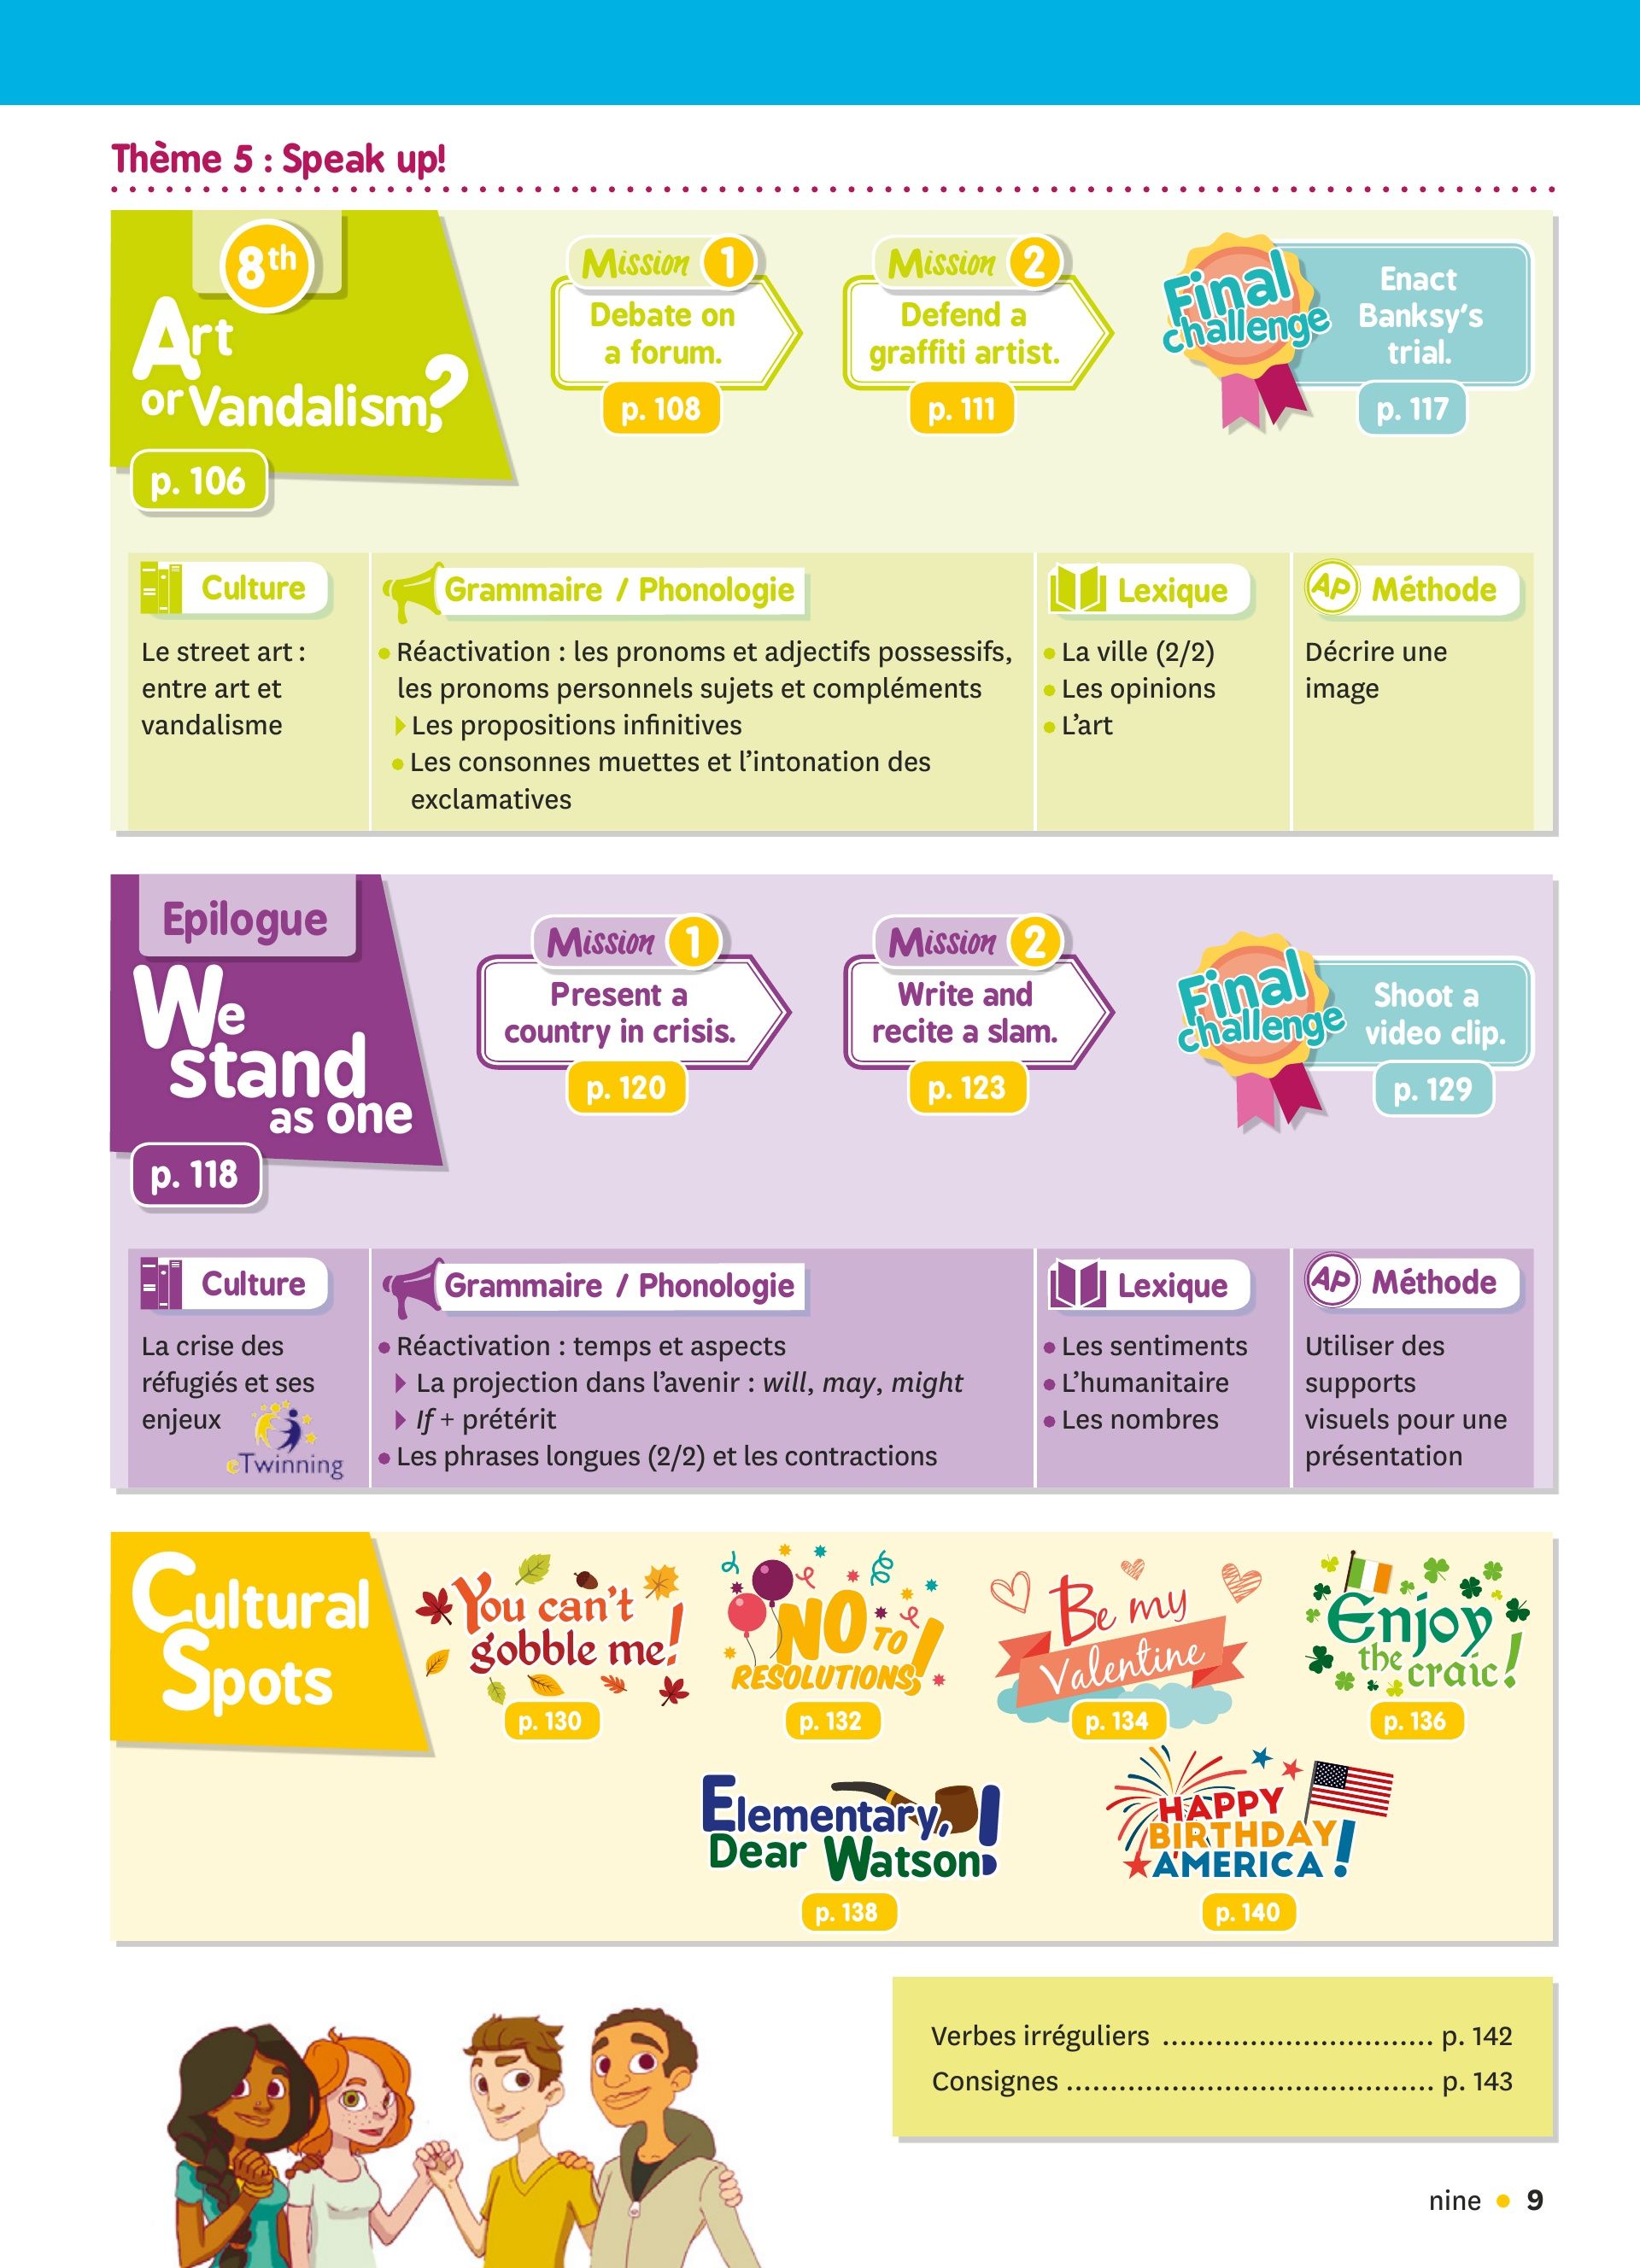 Thème 5 : Speak up!
8th
Art
or Vandalism?
p. 106
Mission 1
Debate on
a forum.
p. 108
Mission 2
Defend a
graffiti artist.
p. 111
Final
challenge
Enact
Banksy's
trial.
p. 117
Culture
Le street art :
entre art et
vandalisme
Grammaire / Phonologie
• Réactivation : les pronoms et adjectifs possessifs,
les pronoms personnels sujets et compléments
Les propositions infinitives
• Les consonnes muettes et l'intonation des
exclamatives
Lexique
• La ville (2/2)
• Les opinions
• L'art
AP Méthode
Décrire une
image
Epilogue
We
stand
as one
p. 118
Mission 1
Present a
country in crisis.
p. 120
Mission 2
Write and
recite a slam.
p. 123
Final
challenge
Shoot a
video clip.
p. 129
Culture
La crise des
réfugiés et ses
enjeux
eTwinning
Grammaire / Phonologie
• Réactivation : temps et aspects
La projection dans l'avenir : will, may, might
If + prétérit
• Les phrases longues (2/2) et les contractions
Lexique
• Les sentiments
• L'humanitaire
• Les nombres
AP Méthode
Utiliser des
supports
visuels pour une
présentation
Cultural
Spots
You can't
gobble me!
p. 130
NO TO
RESOLUTIONS!
p. 132
Be my
Valentine
p. 134
Enjoy
the craic!
p. 136
Elementary,
Dear Watson!
p. 138
HAPPY
BIRTHDAY
AMERICA!
p. 140
Verbes irréguliers ............................... p. 142
Consignes .......................................... p. 143
nine • 9